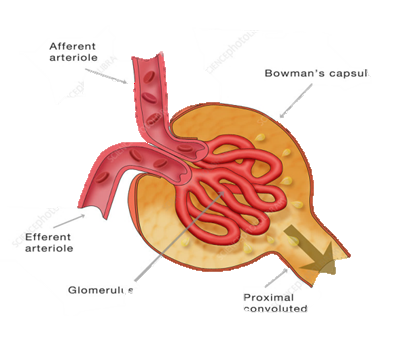 Afferent
arteriole
Bowman's capsul
Efferent
arteriole
Glomerulus
Proximal
convoluted